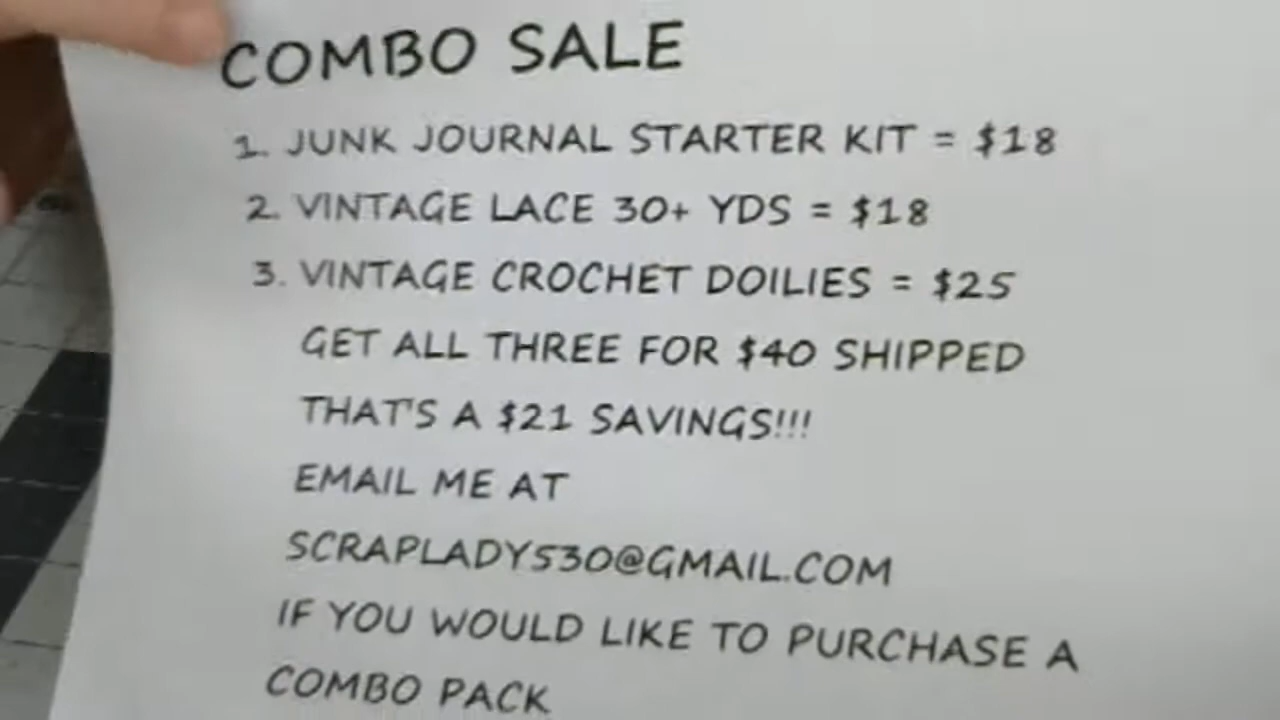 COMBO SALE
1. JUNK JOURNAL STARTER KIT = $18
2. VINTAGE LACE 30+ YDS = $18
3. VINTAGE CROCHET DOILIES = $25
GET ALL THREE FOR $40 SHIPPED
THAT'S A $21 SAVINGS!!!
EMAIL ME AT
SCRAPLADY530@GMAIL.COM
IF YOU WOULD LIKE TO PURCHASE A
COMBO PACK